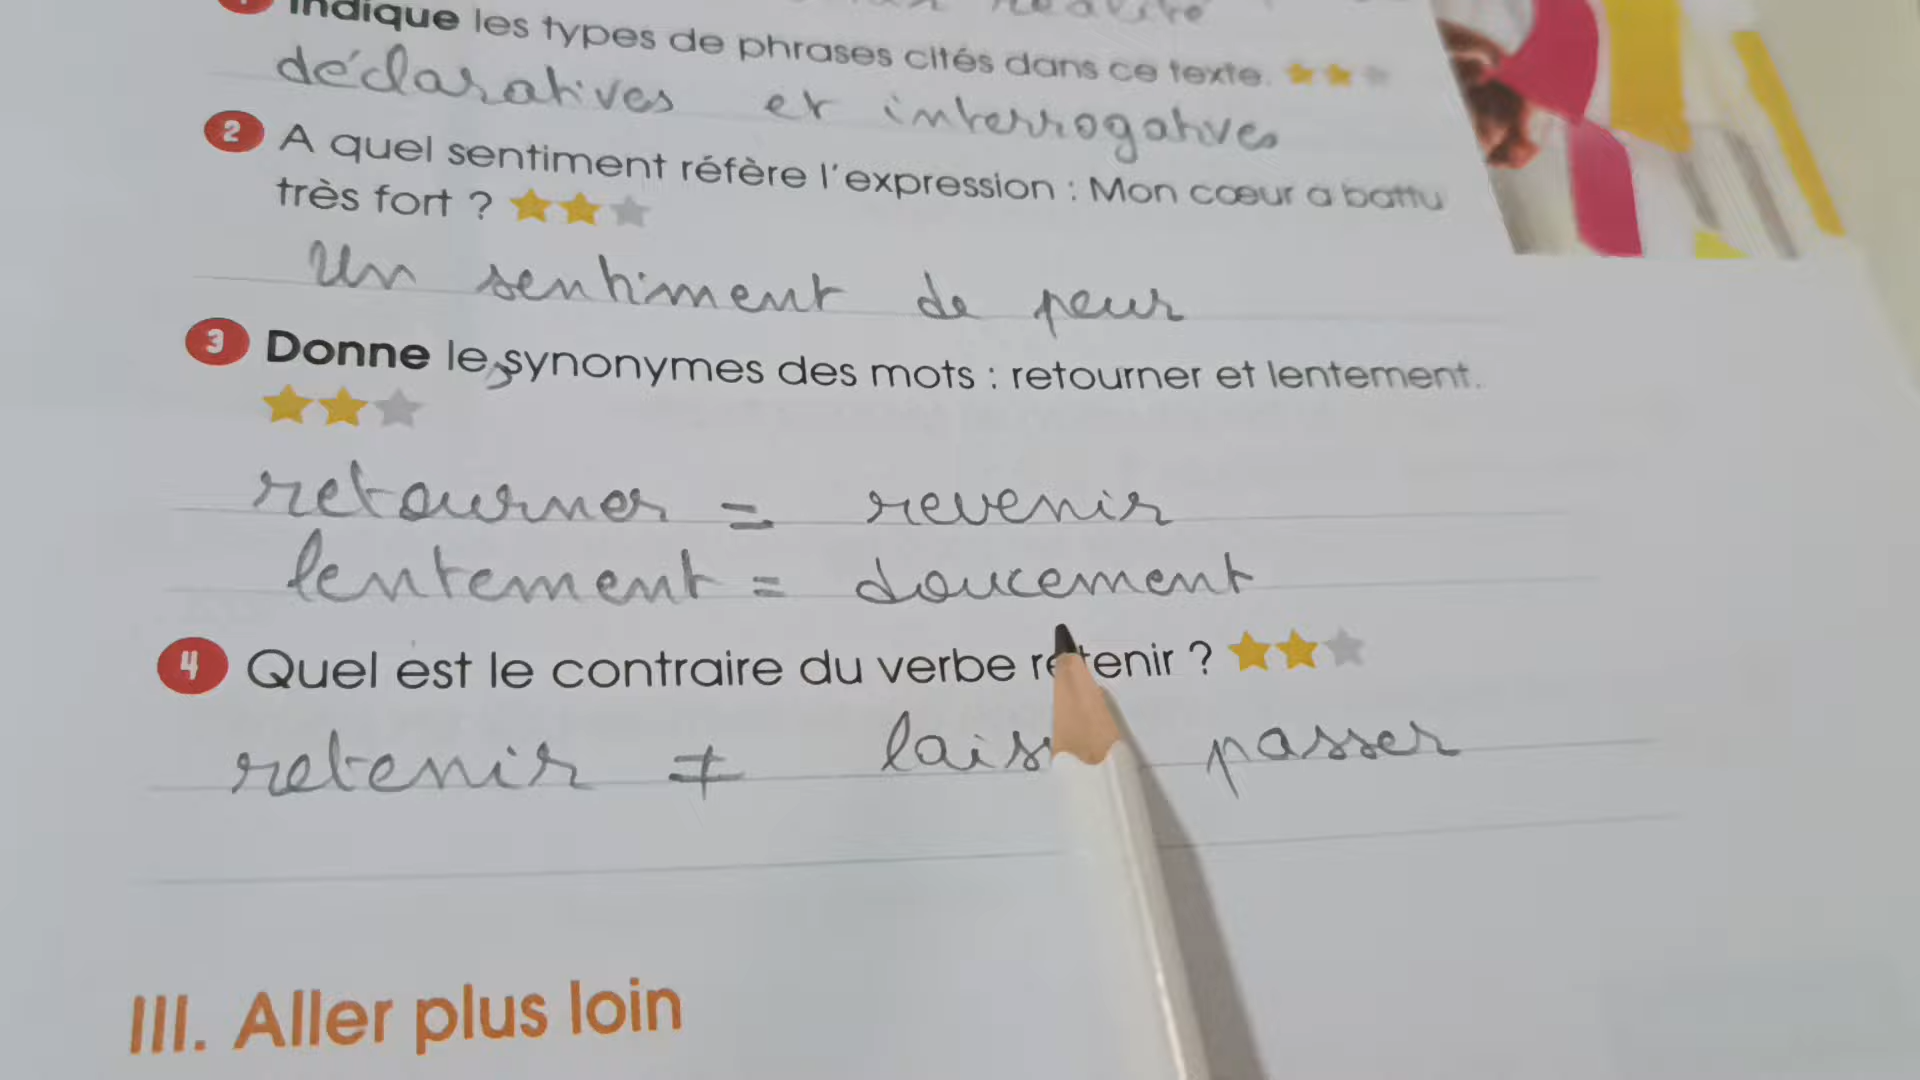 Indique les types de phrases cités dans ce texte.
déclaratives et interrogatives
2 A quel sentiment réfère l'expression : Mon cœur a battu
très fort ?
Un sentiment de peur
3 Donne les synonymes des mots : retourner et lentement.
retourner = revenir
lentement = doucement
4 Quel est le contraire du verbe retenir ?
retenir ≠ passer
III. Aller plus loin